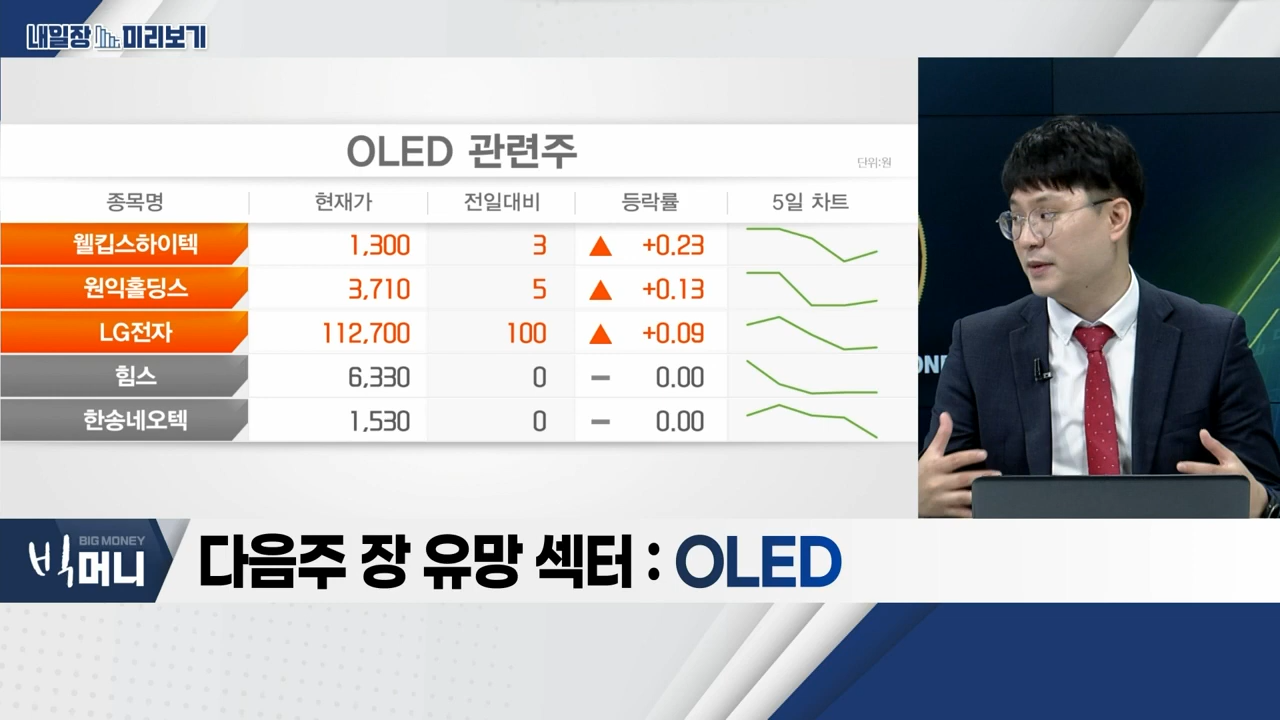 내일장 미리보기
OLED 관련주
단위:원
종목명 현재가 전일대비 등락률 5일 차트
웰킵스하이텍 1,300 3 ▲ +0.23
원익홀딩스 3,710 5 ▲ +0.13
LG전자 112,700 100 ▲ +0.09
힘스 6,330 0 – 0.00
한송네오텍 1,530 0 – 0.00
BIG MONEY
빅머니
다음주 장 유망 섹터 : OLED